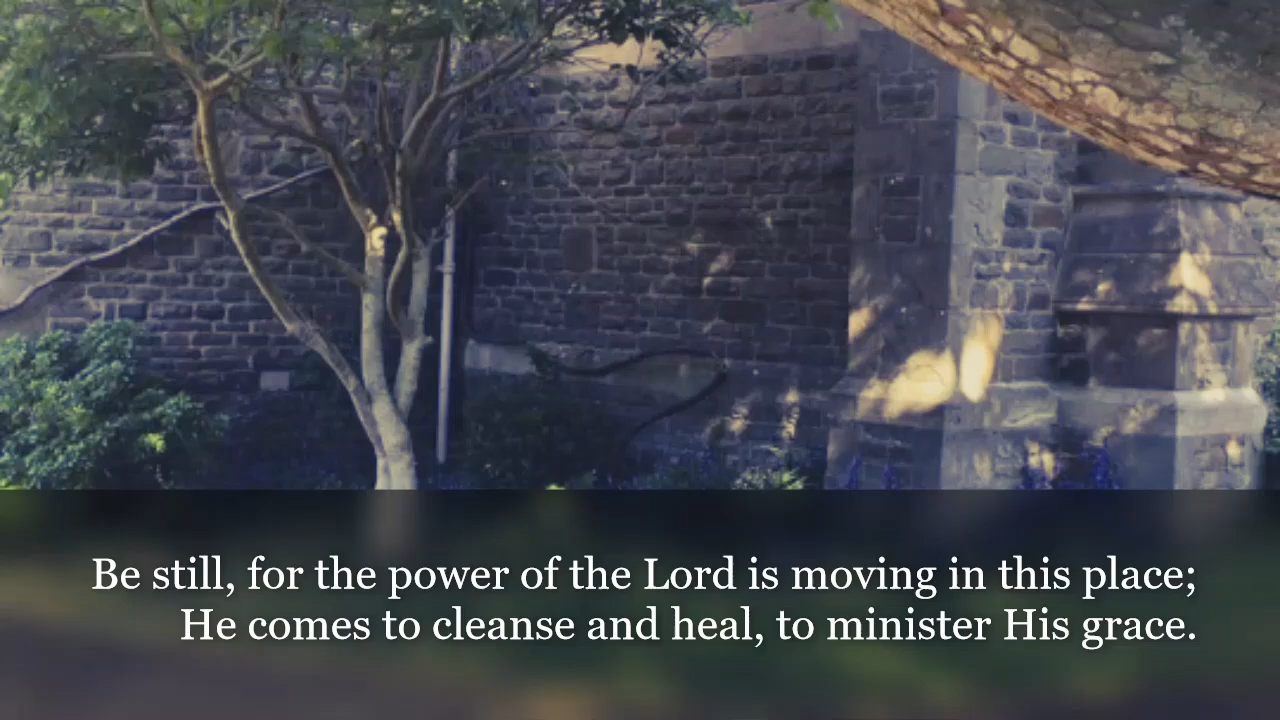 Be still, for the power of the Lord is moving in this place;
He comes to cleanse and heal, to minister His grace.